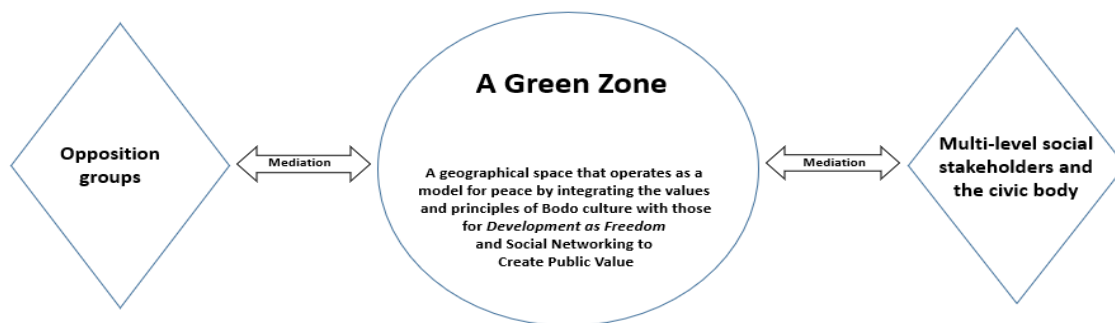 Opposition
groups
Mediation
A Green Zone
A geographical space that operates as a
model for peace by integrating the values
and principles of Bodo culture with those
for Development as Freedom
and Social Networking to
Create Public Value
Mediation
Multi-level social
stakeholders and
the civic body